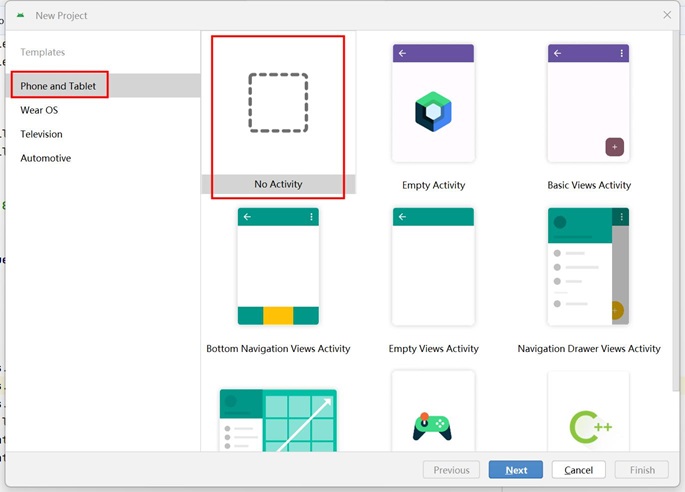 New Project
Templates
Phone and Tablet
Wear OS
Television
Automotive
No Activity
Empty Activity
Basic Views Activity
Bottom Navigation Views Activity
Empty Views Activity
Navigation Drawer Views Activity
C++
Previous
Next
Cancel
Finish